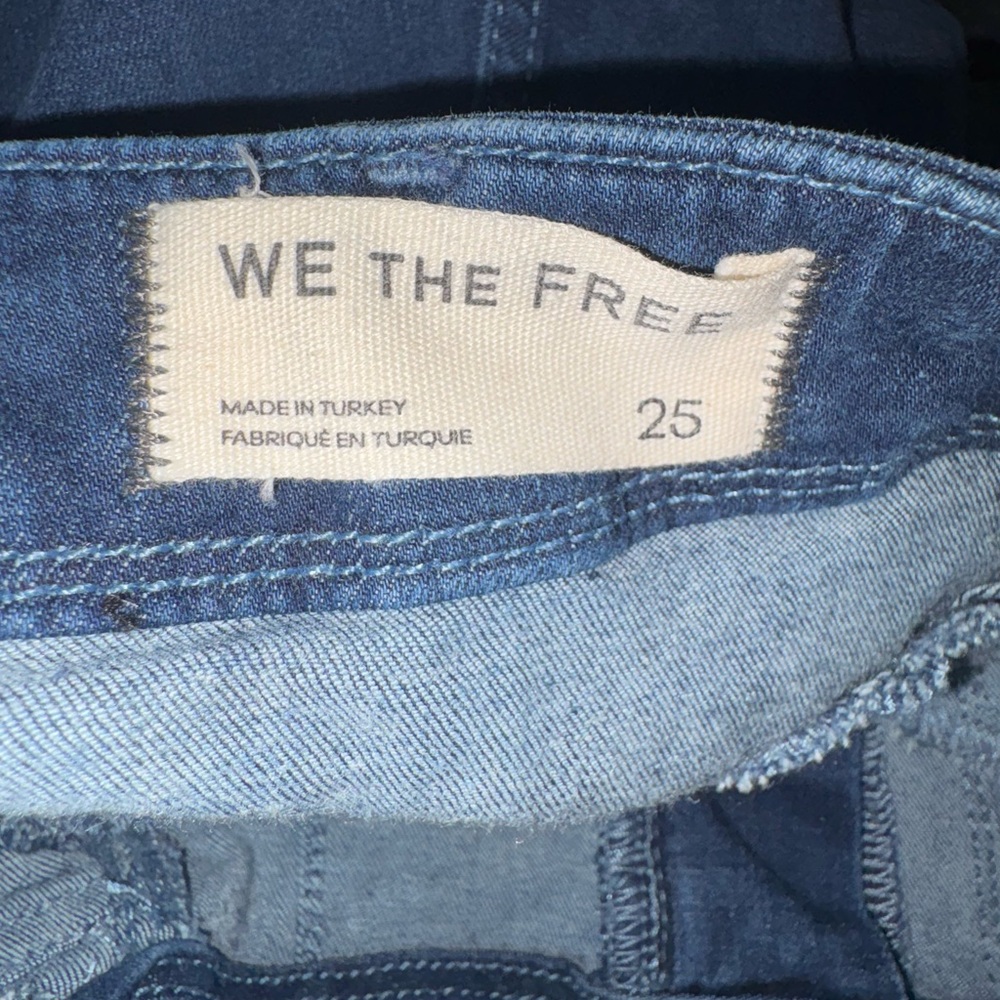 WE THE FREE
MADE IN TURKEY
FABRIQUÉ EN TURQUIE
25